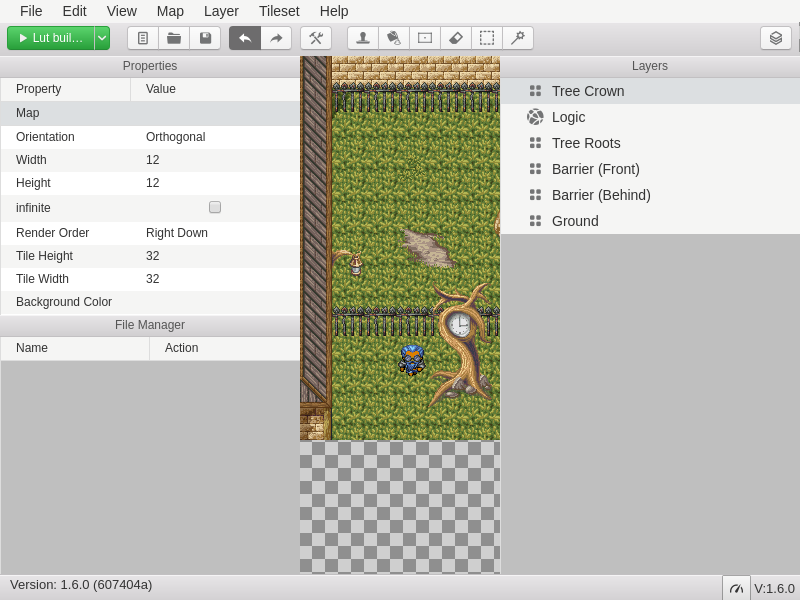 File Edit View Map Layer Tileset Help
Lut buil...
Properties
Property Value
Map
Orientation Orthogonal
Width 12
Height 12
infinite
Render Order Right Down
Tile Height 32
Tile Width 32
Background Color
File Manager
Name Action
Layers
Tree Crown
Logic
Tree Roots
Barrier (Front)
Barrier (Behind)
Ground
Version: 1.6.0 (607404a)
V:1.6.0